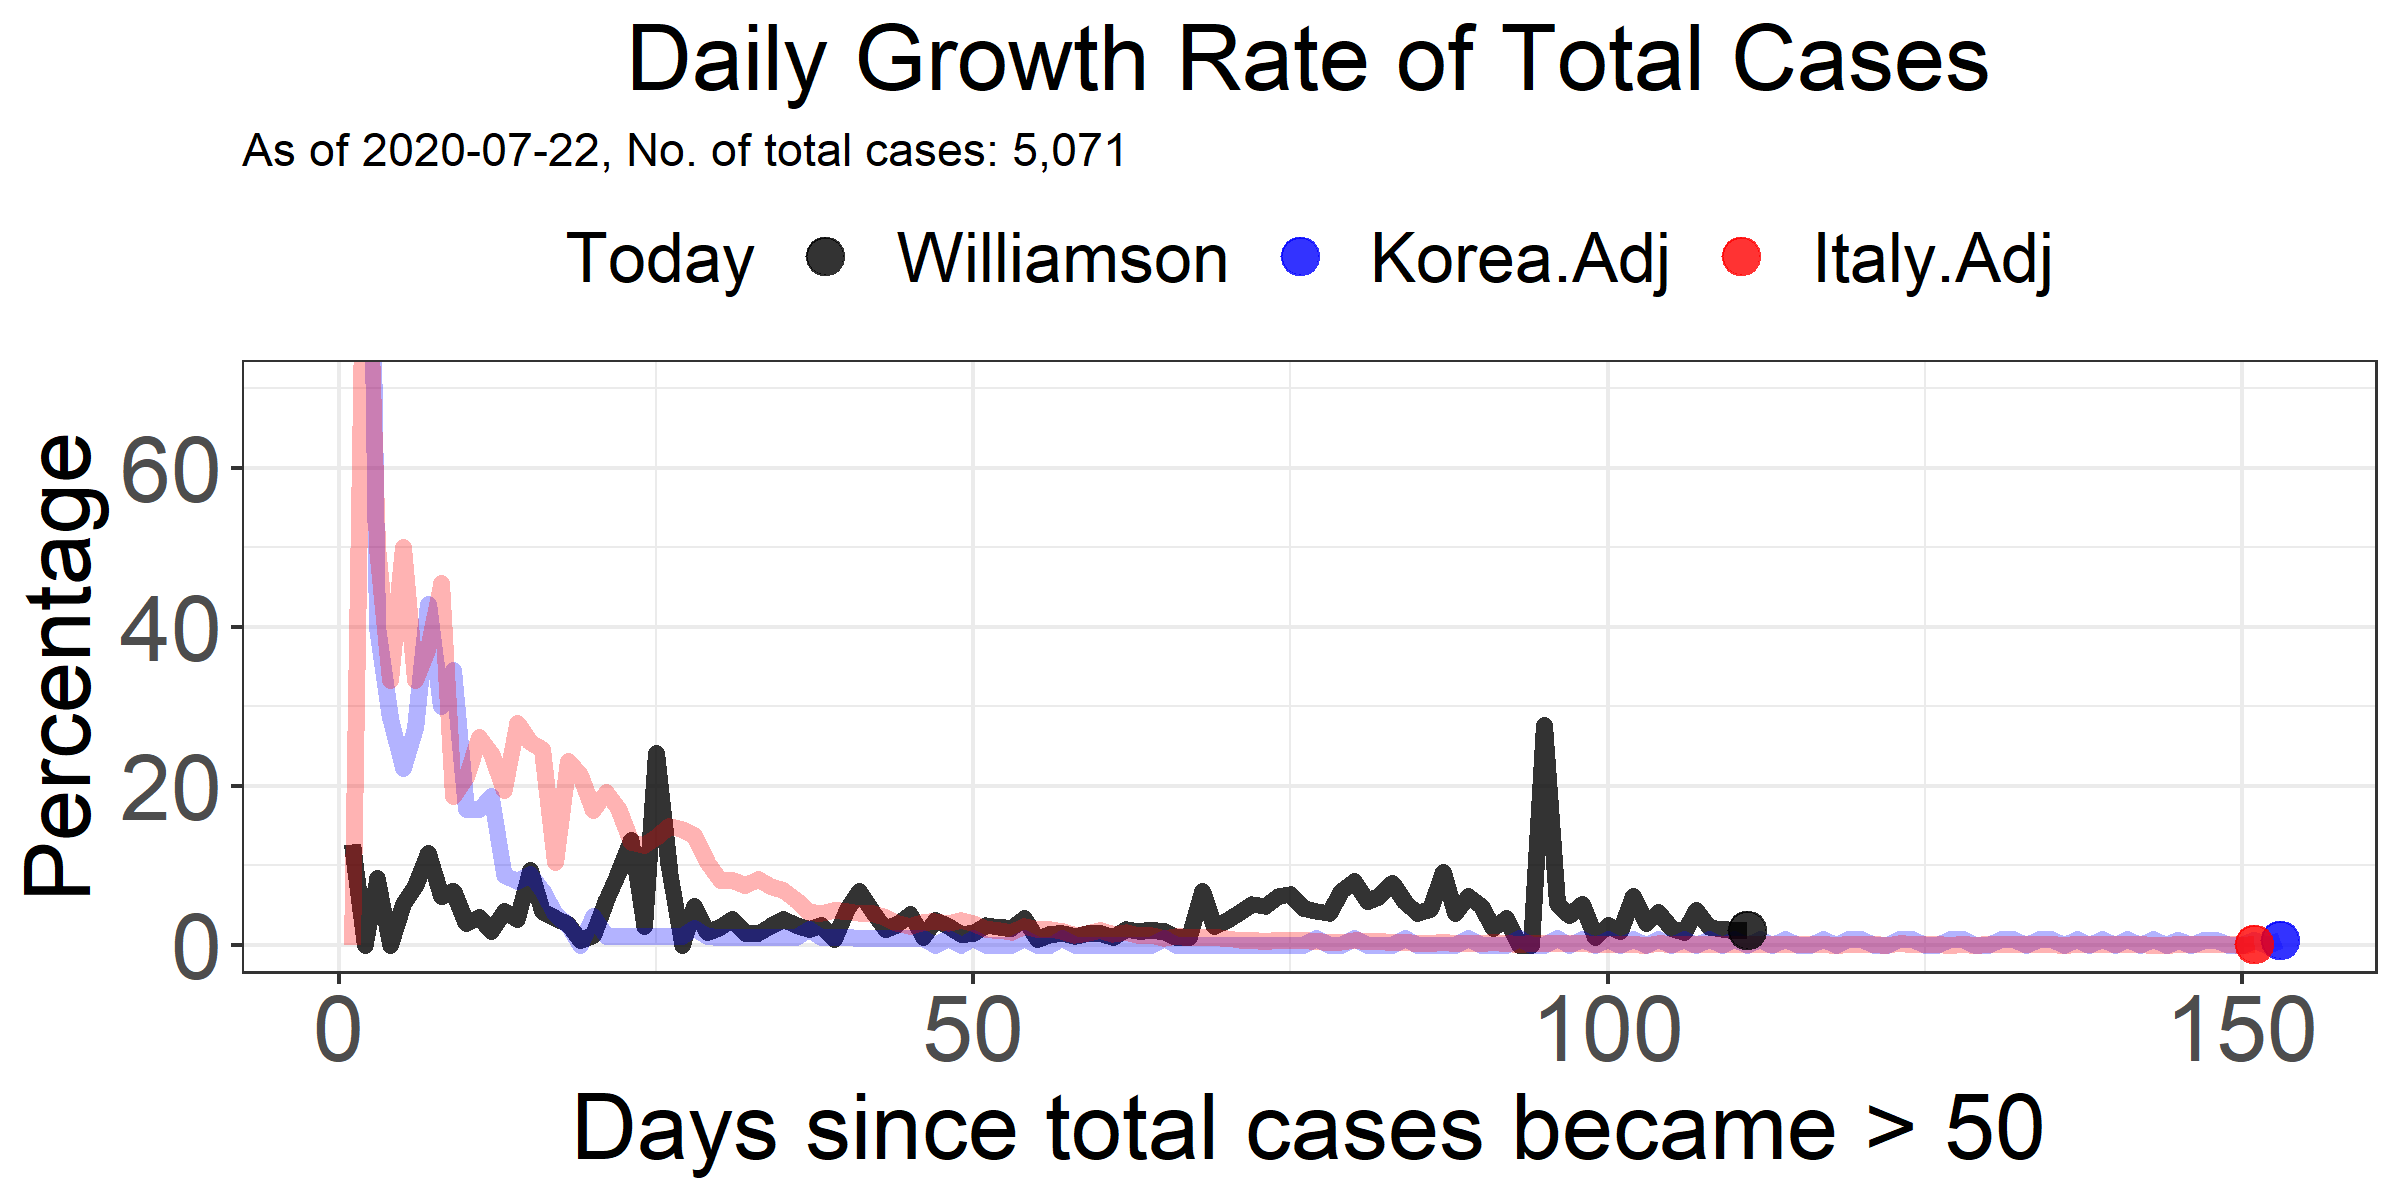 Daily Growth Rate of Total Cases
As of 2020-07-22, No. of total cases: 5,071
Today Williamson Korea.Adj Italy.Adj
Percentage
60
40
20
0
0 50 100 150
Days since total cases became > 50